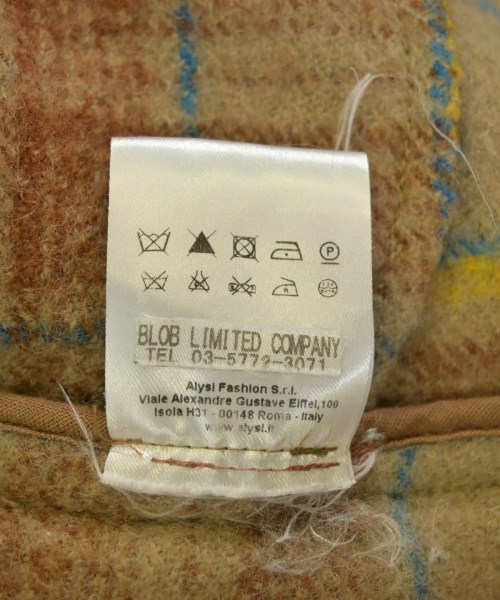 BLOB LIMITED COMPANY
TEL 03-5772-3071
Alysi Fashion S.r.l.
Viale Alexandre Gustave Eiffel,100
Isola H31 - 00148 Roma - Italy
www.alysi.com